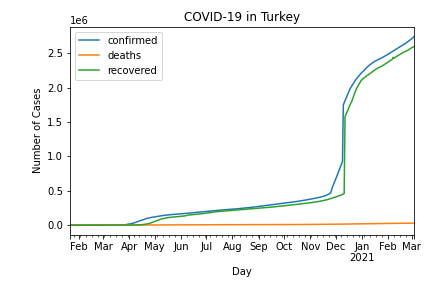 COVID-19 in Turkey
1e6
confirmed
deaths
recovered
2.5
2.0
1.5
1.0
0.5
0.0
Number of Cases
Feb Mar Apr May Jun Jul Aug Sep Oct Nov Dec Jan Feb Mar
2021
Day